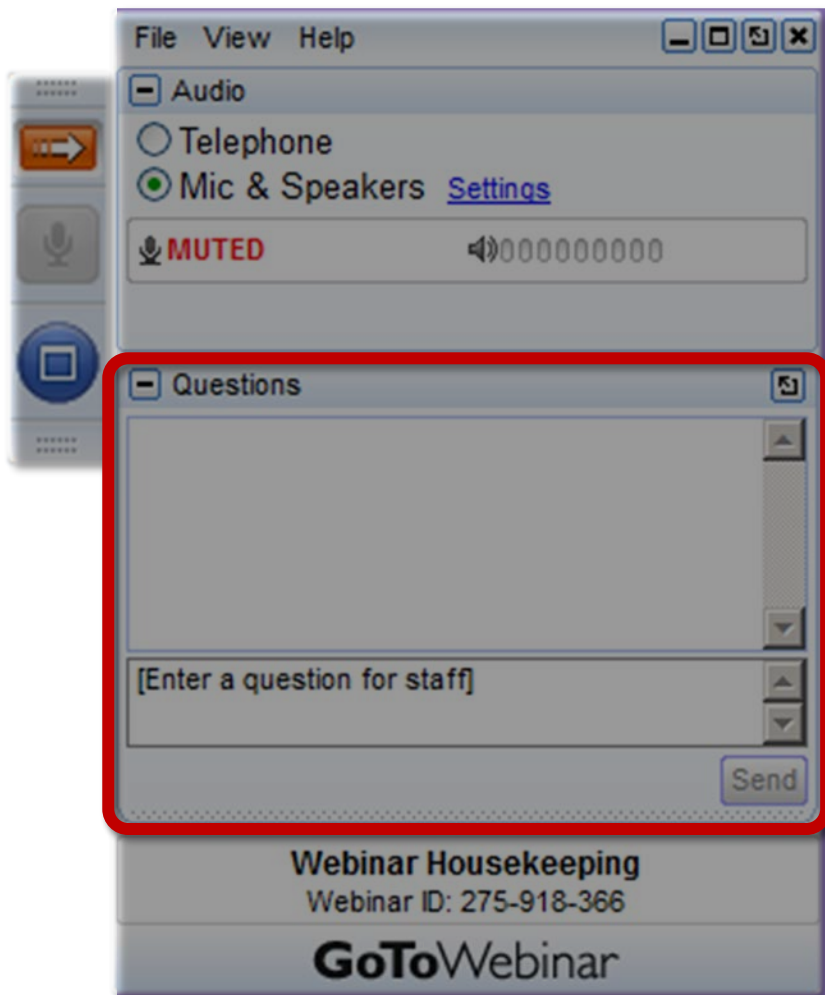 File View Help
Audio
Telephone
Mic & Speakers Settings
MUTED 000000000
Questions
[Enter a question for staff]
Send
Webinar Housekeeping
Webinar ID: 275-918-366
GoToWebinar